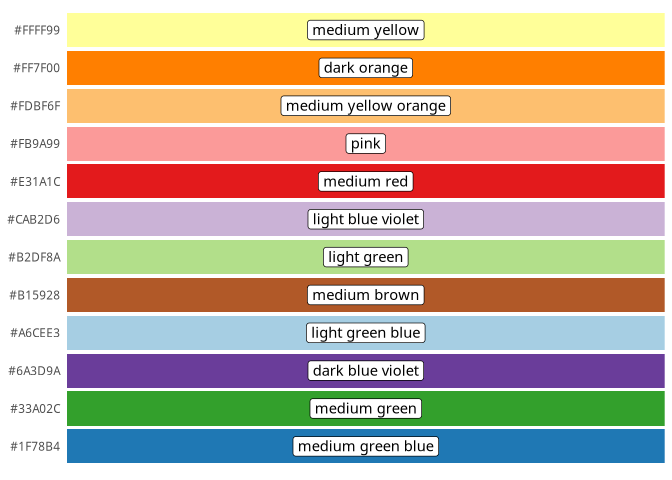 #FFFF99 medium yellow
#FF7F00 dark orange
#FDBF6F medium yellow orange
#FB9A99 pink
#E31A1C medium red
#CAB2D6 light blue violet
#B2DF8A light green
#B15928 medium brown
#A6CEE3 light green blue
#6A3D9A dark blue violet
#33A02C medium green
#1F78B4 medium green blue